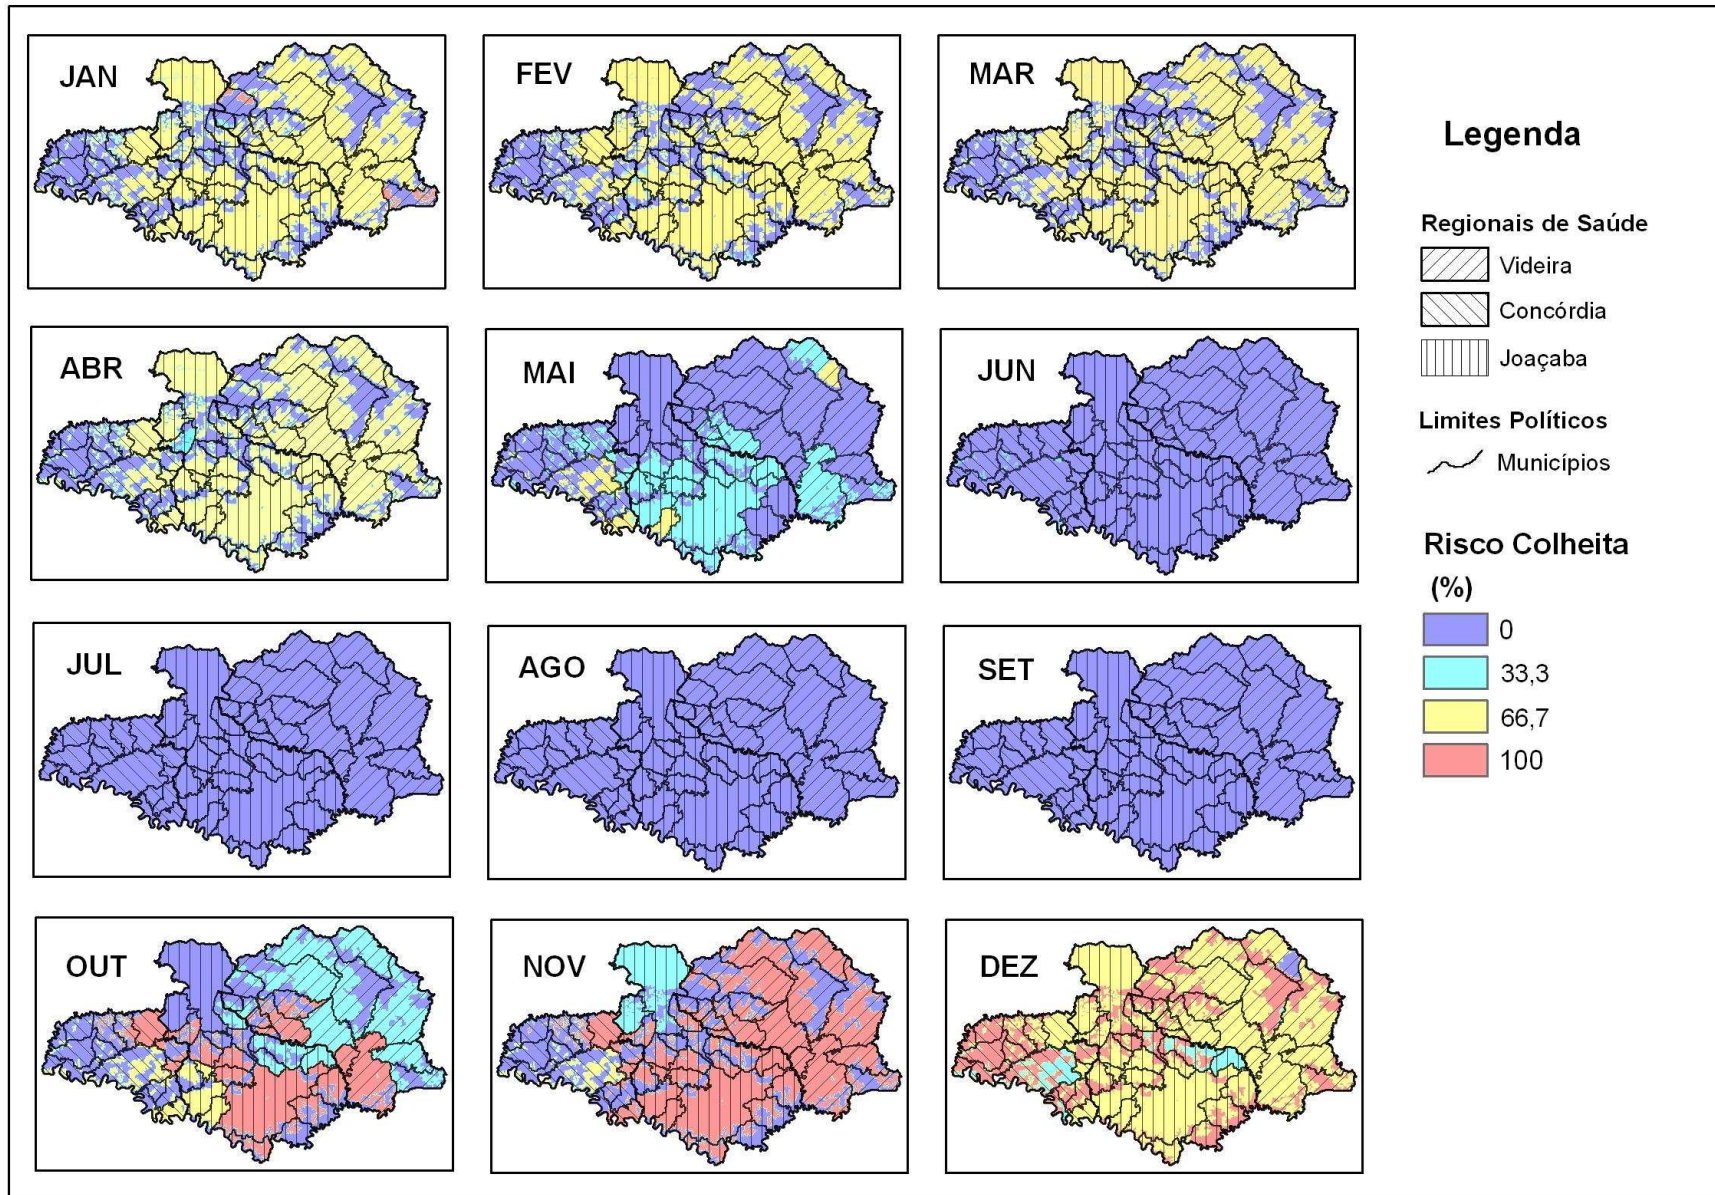 JAN
FEV
MAR
ABR
MAI
JUN
JUL
AGO
SET
OUT
NOV
DEZ
Legenda
Regionais de Saúde
Videira
Concórdia
Joaçaba
Limites Políticos
Municípios
Risco Colheita
(%)
0
33,3
66,7
100